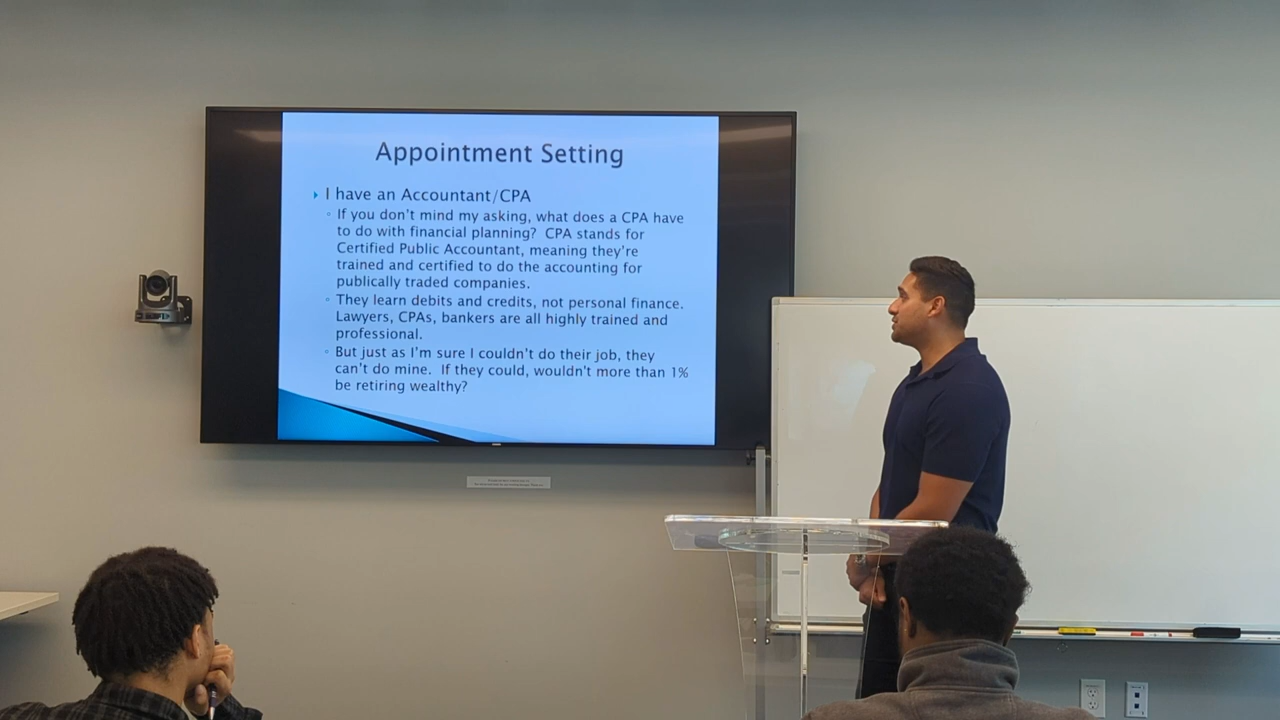 Appointment Setting
I have an Accountant/CPA
If you don't mind my asking, what does a CPA have
to do with financial planning?  CPA stands for
Certified Public Accountant, meaning they're
trained and certified to do the accounting for
publically traded companies.
They learn debits and credits, not personal finance.
Lawyers, CPAs, bankers are all highly trained and
professional.
But just as I'm sure I couldn't do their job, they
can't do mine.  If they could, wouldn't more than 1%
be retiring wealthy?